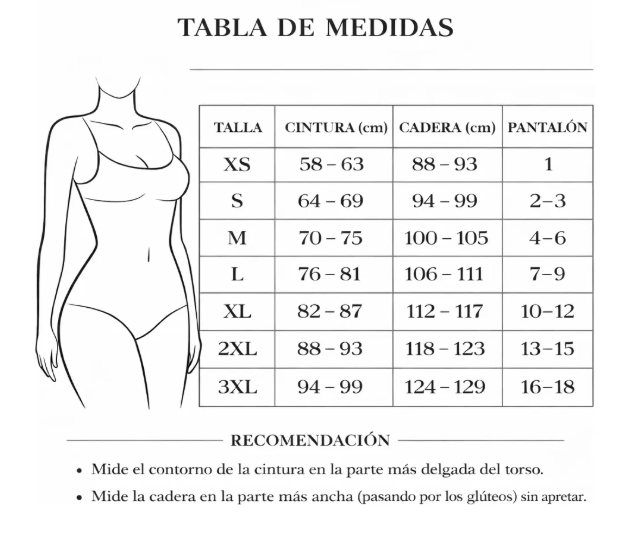 TABLA DE MEDIDAS
TALLA CINTURA (cm) CADERA (cm) PANTALÓN
XS 58 – 63 88 – 93 1
S 64 – 69 94 – 99 2–3
M 70 – 75 100 – 105 4–6
L 76 – 81 106 – 111 7–9
XL 82 – 87 112 – 117 10–12
2XL 88 – 93 118 – 123 13–15
3XL 94 – 99 124 – 129 16–18
RECOMENDACIÓN
• Mide el contorno de la cintura en la parte más delgada del torso.
• Mide la cadera en la parte más ancha (pasando por los glúteos) sin apretar.